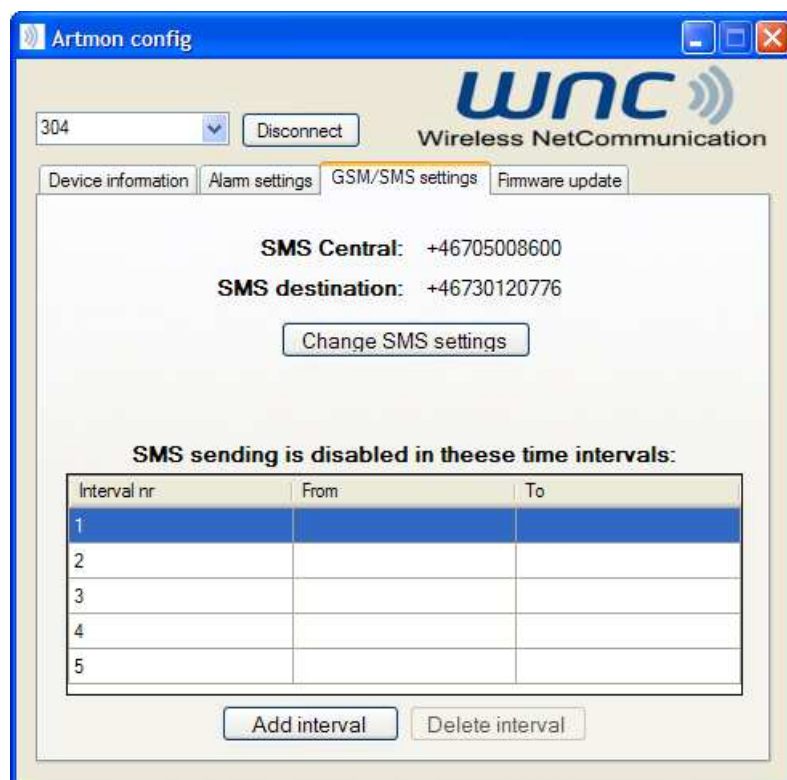 Artmon config
wnc
304
Disconnect
Wireless NetCommunication
Device information Alarm settings GSM/SMS settings Firmware update
SMS Central: +46705008600
SMS destination: +46730120776
Change SMS settings
SMS sending is disabled in theese time intervals:
Interval nr From To
1
2
3
4
5
Add interval Delete interval